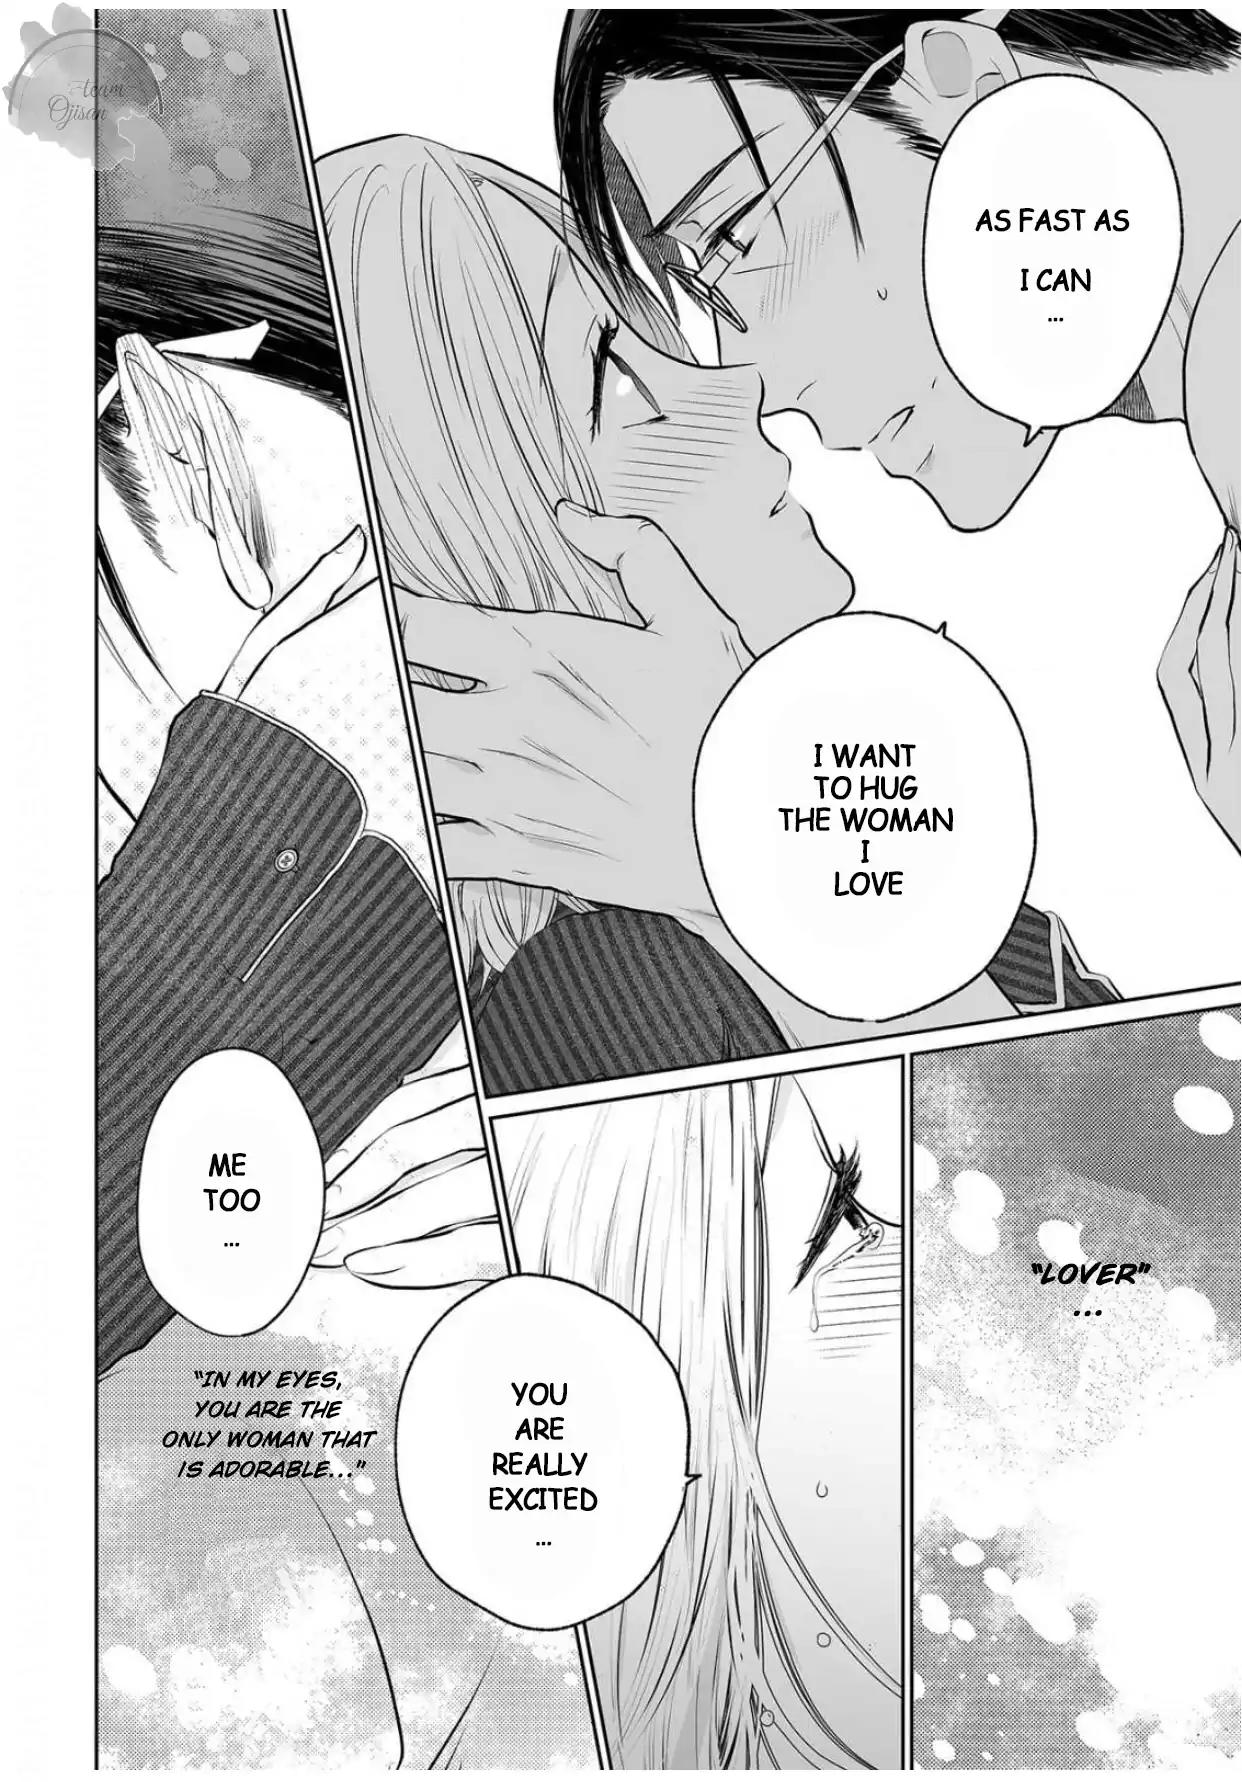 -team-
Ojisan
AS FAST AS
I CAN
...
I WANT
TO HUG
THE WOMAN
I
LOVE
"LOVER"
...
YOU
ARE
REALLY
EXCITED
...
ME
TOO
...
"IN MY EYES,
YOU ARE THE
ONLY WOMAN THAT
IS ADORABLE..."